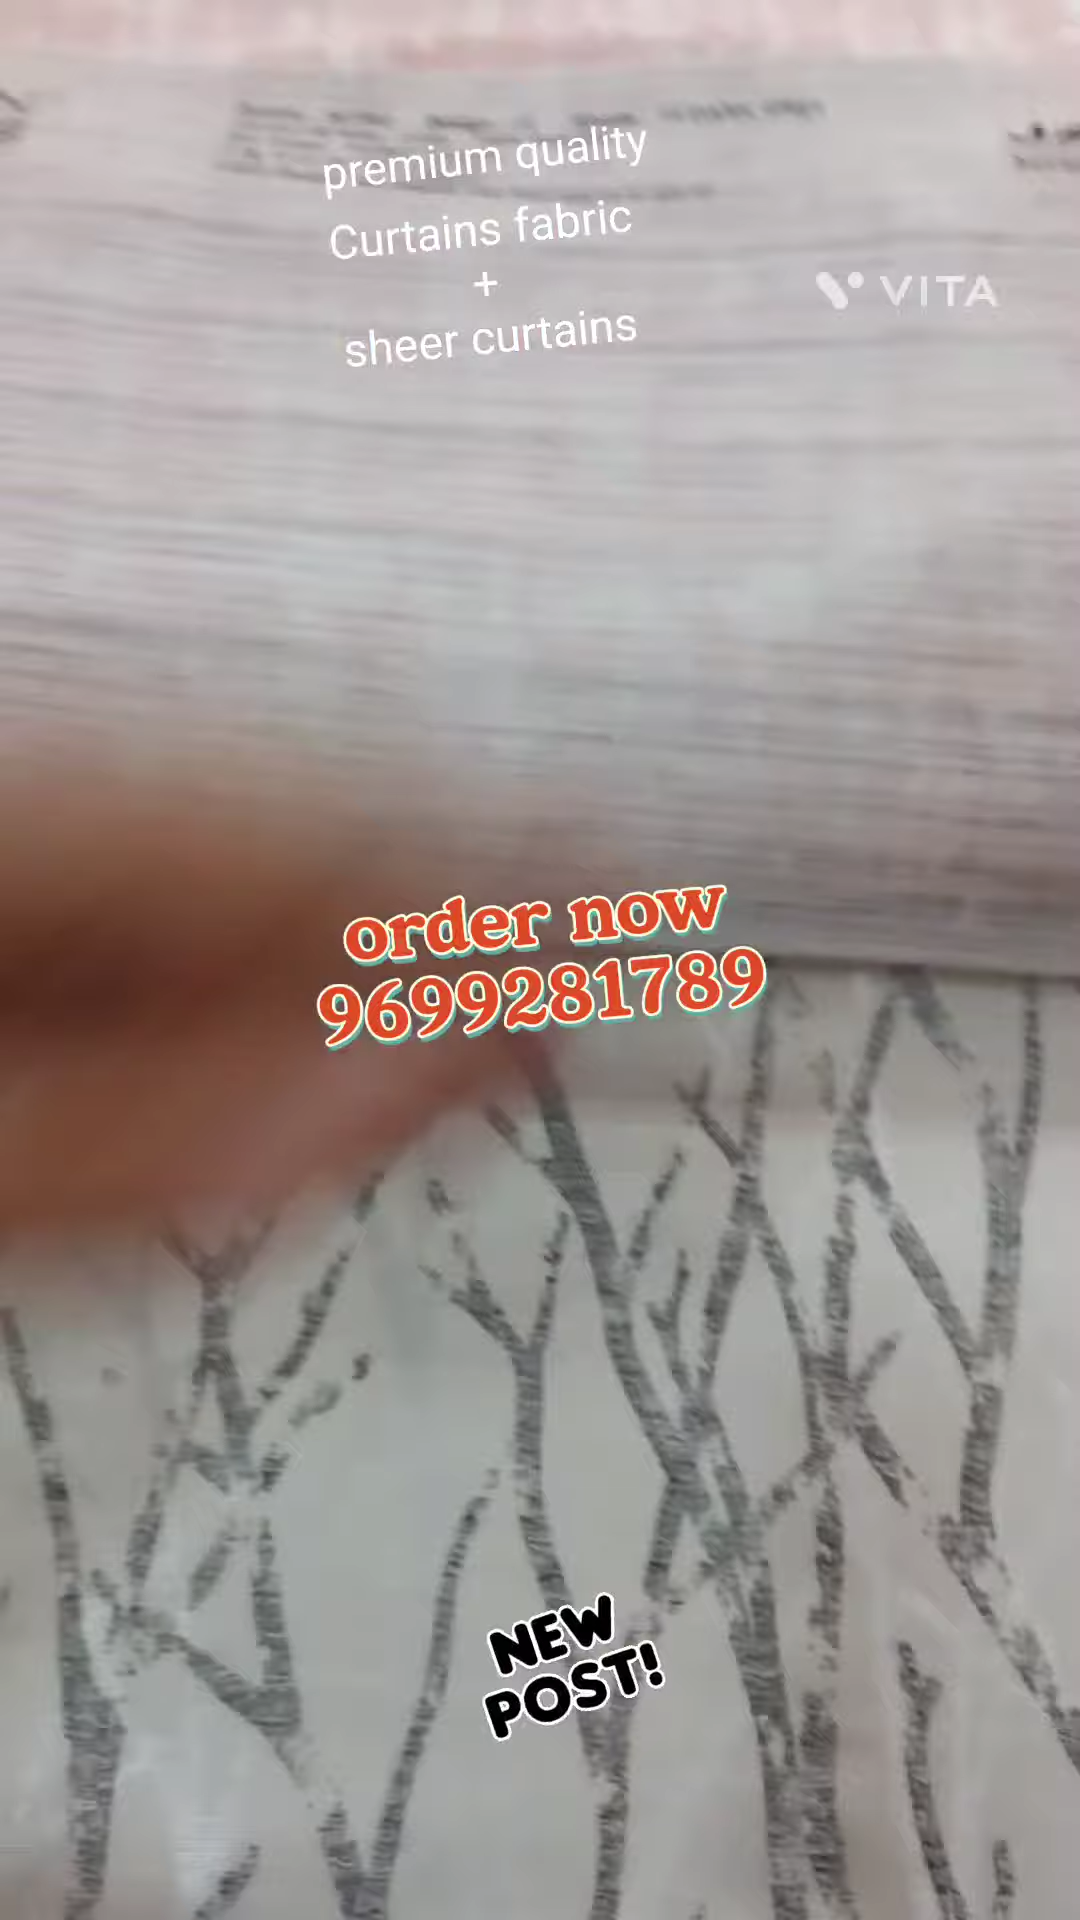 premium quality
Curtains fabric
+
sheer curtains
VITA
order now
9699281789
NEW
POST!